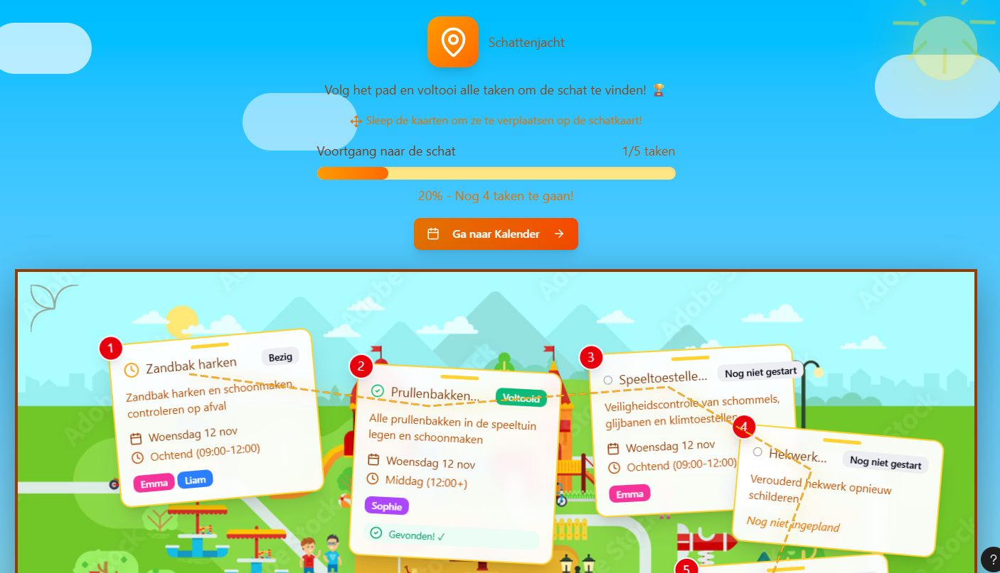 Schattenjacht
Volg het pad en voltooi alle taken om de schat te vinden! 🏆
Sleep de kaarten om ze te verplaatsen op de schatkaart!
Voortgang naar de schat
1/5 taken
20% - Nog 4 taken te gaan!
Ga naar Kalender
1
Zandbak harken
Bezig
Zandbak harken en schoonmaken,
controleren op afval
Woensdag 12 nov
Ochtend (09:00-12:00)
Emma
Liam
2
Prullenbakken...
Voltooid
Alle prullenbakken in de speeltuin
legen en schoonmaken
Woensdag 12 nov
Middag (12:00+)
Sophie
Gevonden! ✓
3
Speeltoestelle...
Nog niet gestart
Veiligheidscontrole van schommels,
glijbanen en klimtoestellen
Woensdag 12 nov
Ochtend (09:00-12:00)
Emma
4
Hekwerk...
Nog niet gestart
Verouderd hekwerk opnieuw
schilderen
Nog niet ingepland
5
?